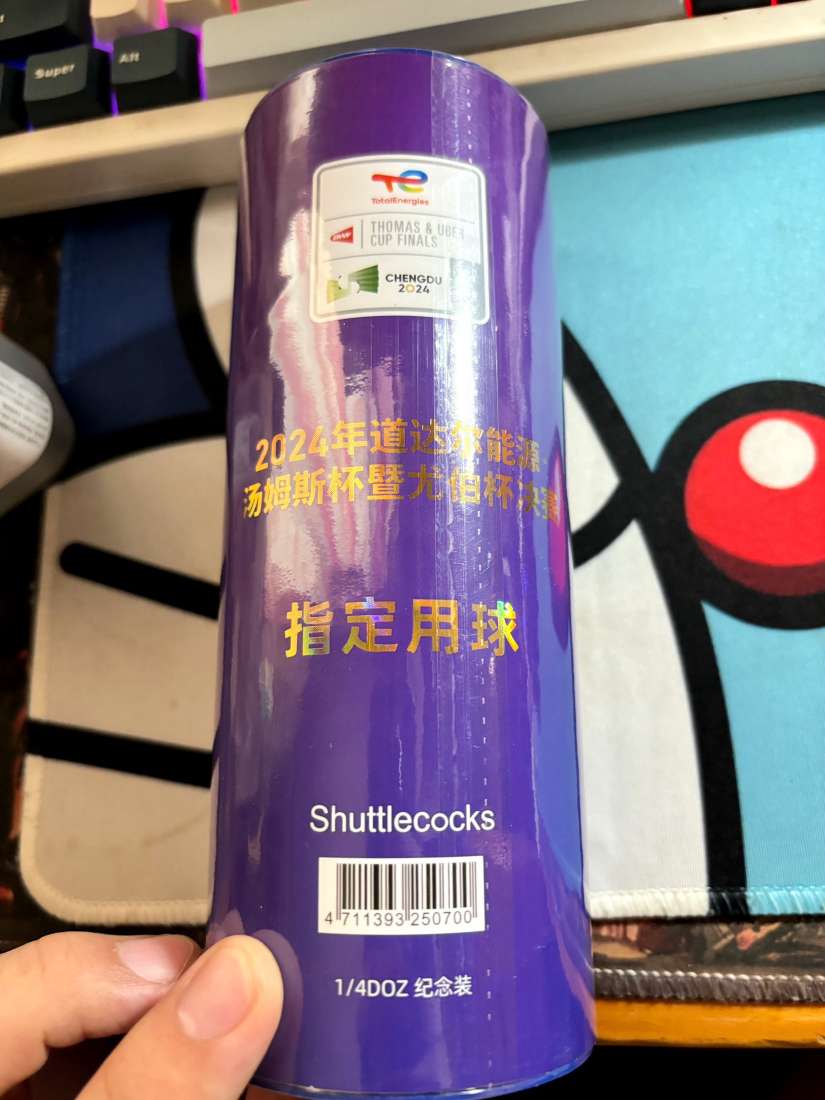 Super
Alt
TotalEnergies
BWF
THOMAS & UBER
CUP FINALS
CHENGDU
2024
2024年道达尔能源
汤姆斯杯暨尤伯杯决赛
指定用球
Shuttlecocks
4 711393 250700
1/4DOZ 纪念装